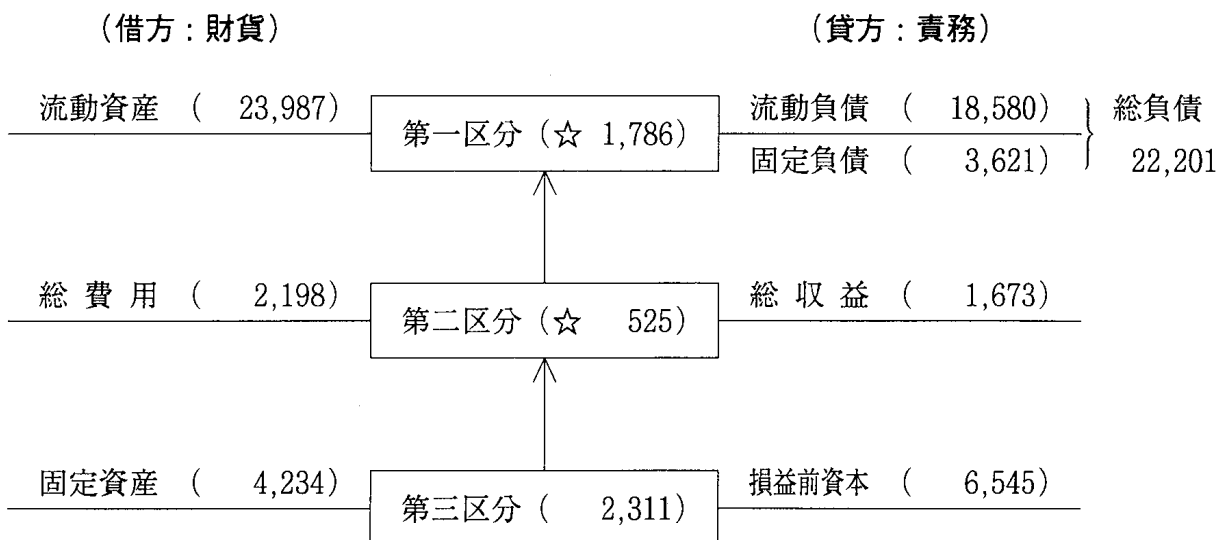 (借方：財貨) (貸方：責務)
流動資産 ( 23,987) 第一区分 (☆ 1,786) 流動負債 ( 18,580) 総負債
固定負債 ( 3,621) 22,201
総費用 ( 2,198) 第二区分 (☆ 525) 総収益 ( 1,673)
固定資産 ( 4,234) 第三区分 ( 2,311) 損益前資本 ( 6,545)